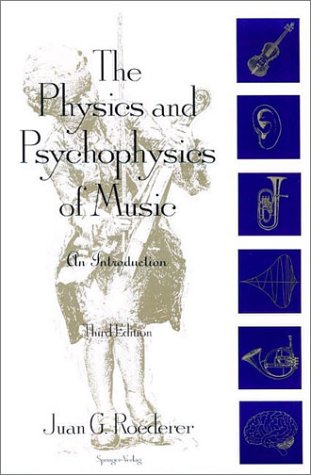 The
Physics and
Psychophysics
of Music
An Introduction
Third Edition
Juan G. Roederer
Springer-Verlag